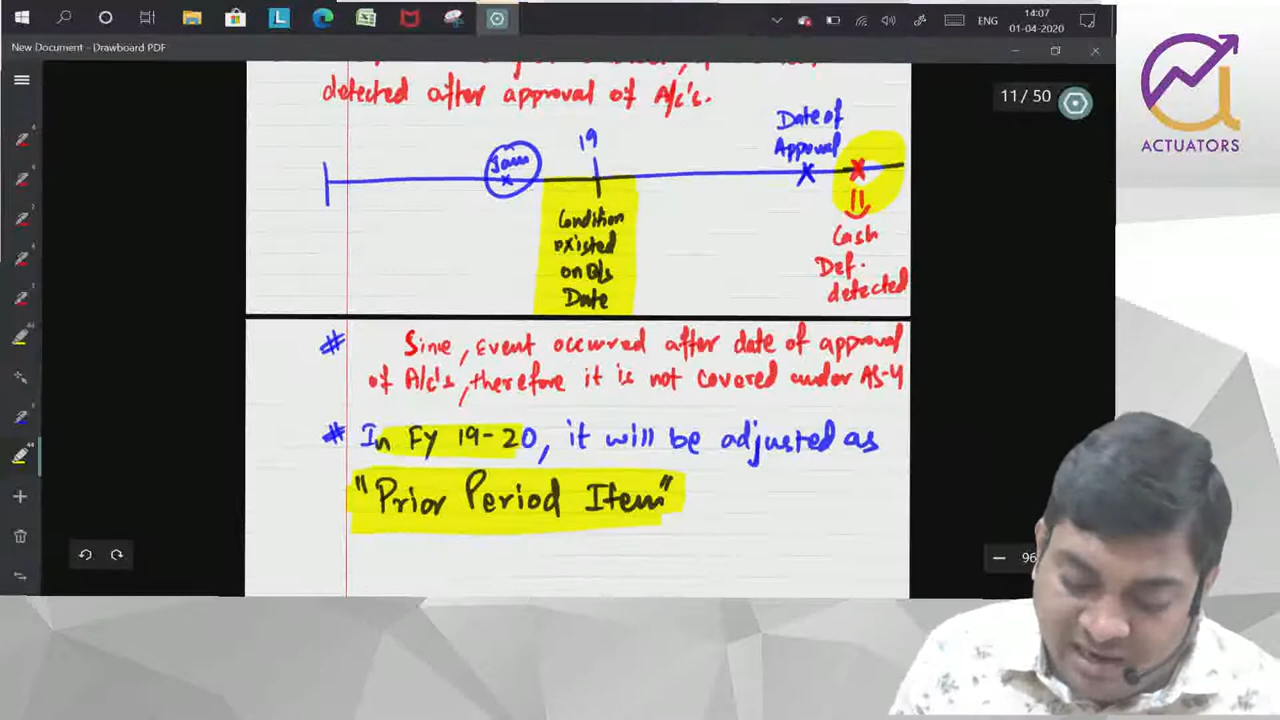 14:07
ENG
01-04-2020
New Document - Drawboard PDF
11 / 50
ACTUATORS
detected after approval of A/c's.
19
Date of
Approval
Condition
existed
on B/s
Date
Cash
Def.
detected
# Since, event occurred after date of approval
of A/c's, therefore it is not covered under AS-4
# In Fy 19-20, it will be adjusted as
"Prior Period Item"
96